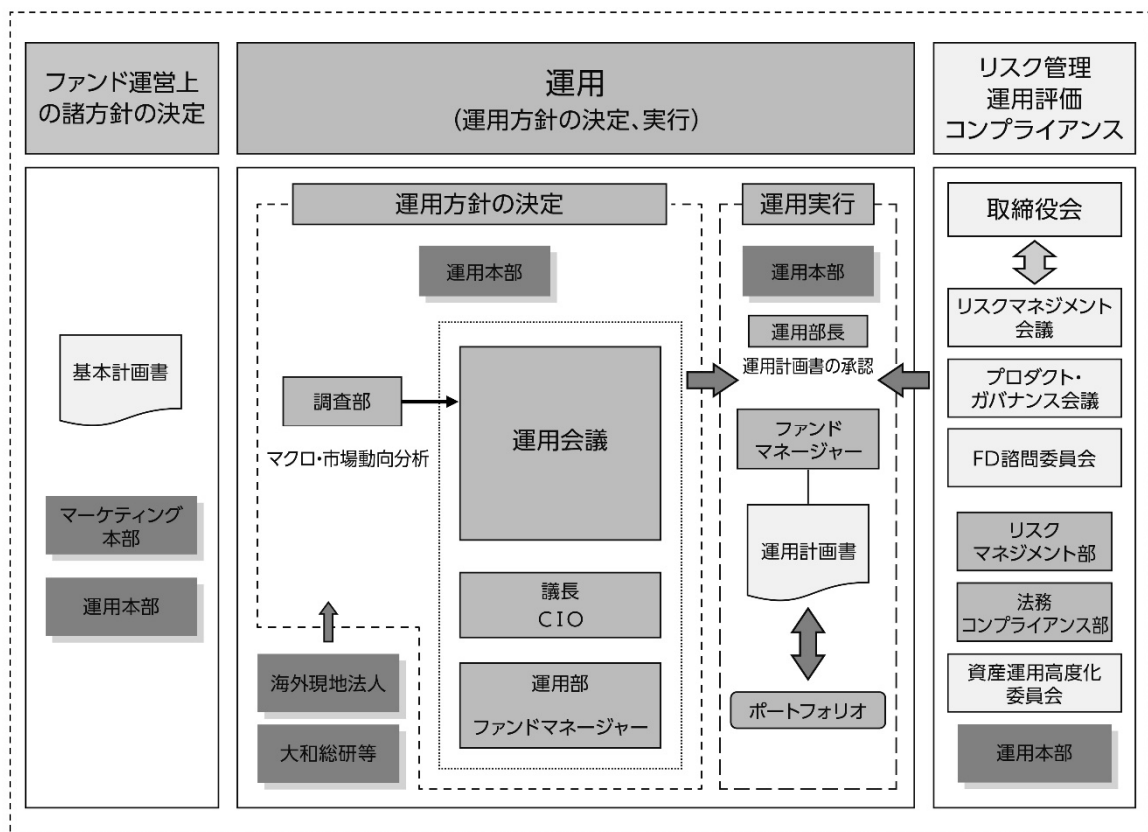 ファンド運営上
の諸方針の決定
基本計画書
マーケティング
本部
運用本部
運用
(運用方針の決定、実行)
運用方針の決定
運用本部
調査部
マクロ・市場動向分析
運用会議
議長
CIO
運用部
ファンドマネージャー
海外現地法人
大和総研等
運用実行
運用本部
運用部長
運用計画書の承認
ファンド
マネージャー
運用計画書
ポートフォリオ
リスク管理
運用評価
コンプライアンス
取締役会
リスクマネジメント
会議
プロダクト・
ガバナンス会議
FD諮問委員会
リスク
マネジメント部
法務
コンプライアンス部
資産運用高度化
委員会
運用本部